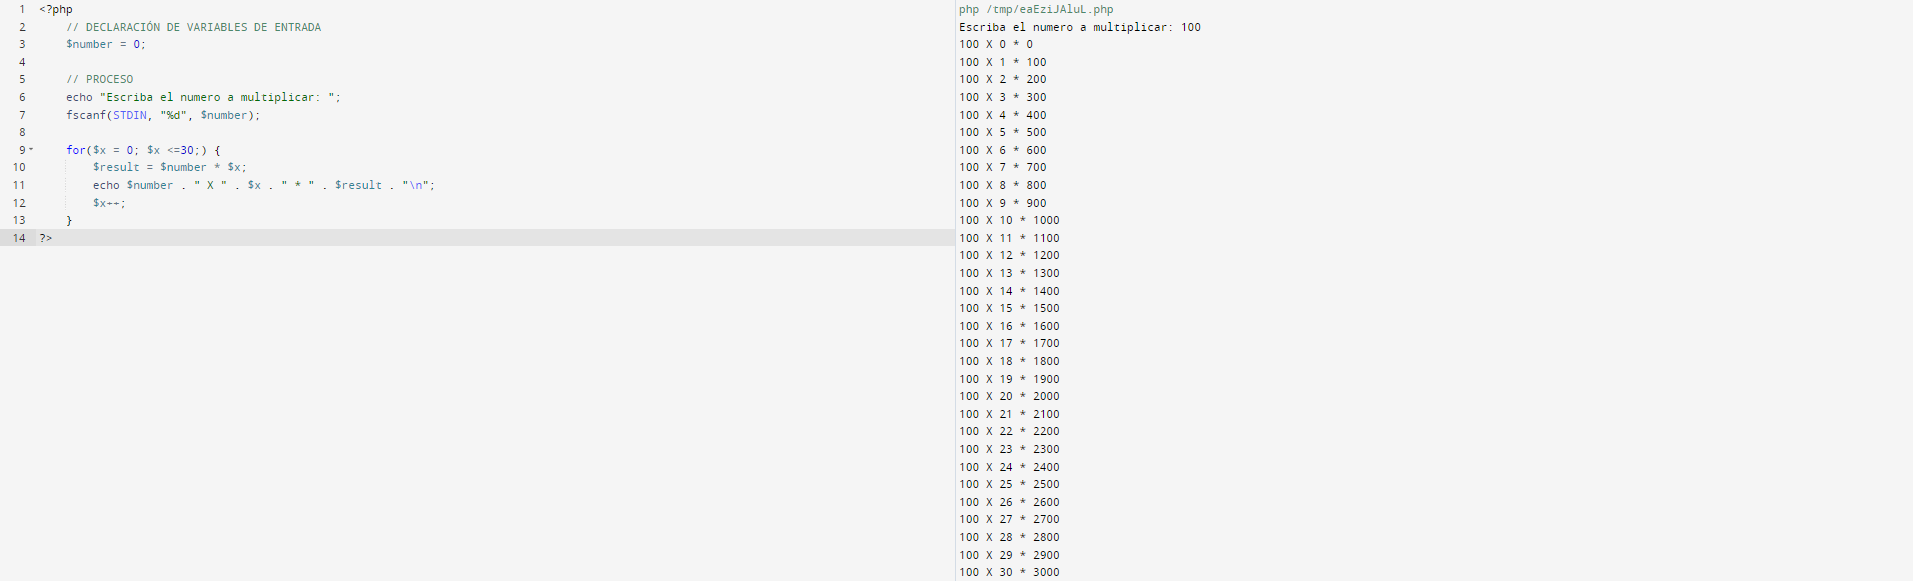 1 <?php
2 // DECLARACIÓN DE VARIABLES DE ENTRADA
3 $number = 0;
4
5 // PROCESO
6 echo "Escriba el numero a multiplicar: ";
7 fscanf(STDIN, "%d", $number);
8
9 for($x = 0; $x <=30;) {
10 $result = $number * $x;
11 echo $number . " X " . $x . " * " . $result . "\n";
12 $x++;
13 }
14 ?>
php /tmp/eaEziJAluL.php
Escriba el numero a multiplicar: 100
100 X 0 * 0
100 X 1 * 100
100 X 2 * 200
100 X 3 * 300
100 X 4 * 400
100 X 5 * 500
100 X 6 * 600
100 X 7 * 700
100 X 8 * 800
100 X 9 * 900
100 X 10 * 1000
100 X 11 * 1100
100 X 12 * 1200
100 X 13 * 1300
100 X 14 * 1400
100 X 15 * 1500
100 X 16 * 1600
100 X 17 * 1700
100 X 18 * 1800
100 X 19 * 1900
100 X 20 * 2000
100 X 21 * 2100
100 X 22 * 2200
100 X 23 * 2300
100 X 24 * 2400
100 X 25 * 2500
100 X 26 * 2600
100 X 27 * 2700
100 X 28 * 2800
100 X 29 * 2900
100 X 30 * 3000